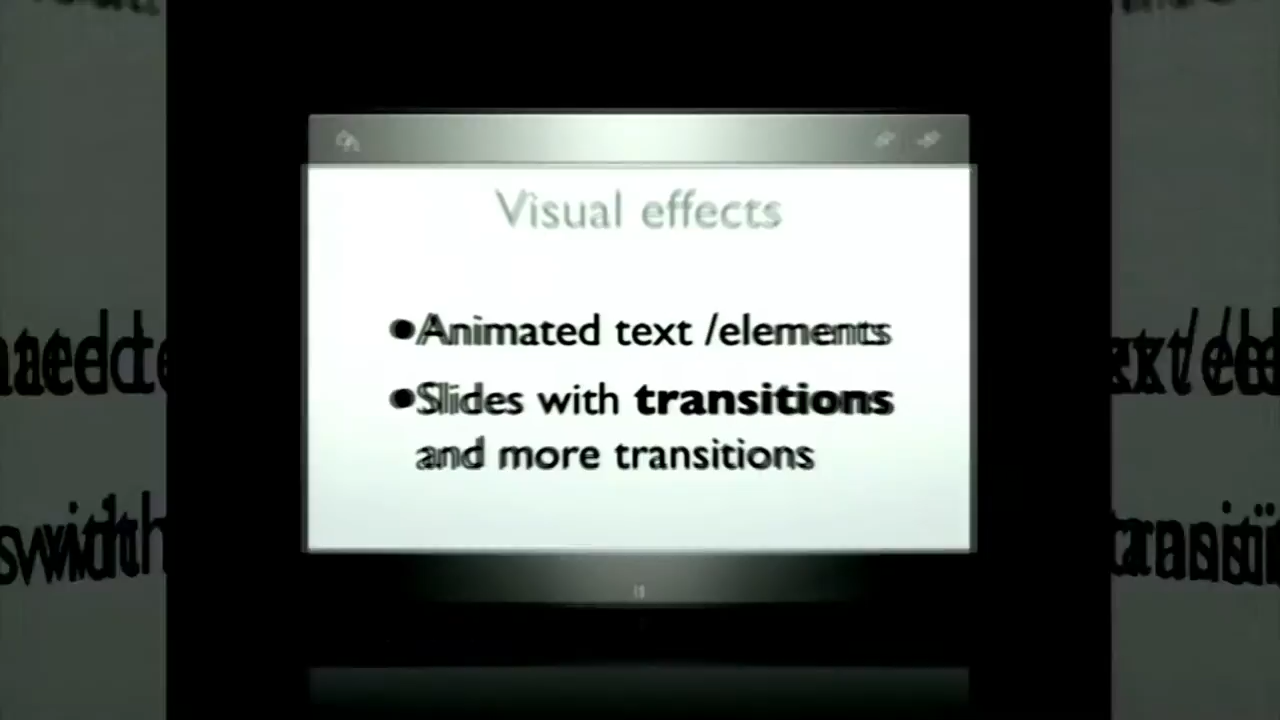 Visual effects
•Animated text /elements
•Slides with transitions
and more transitions